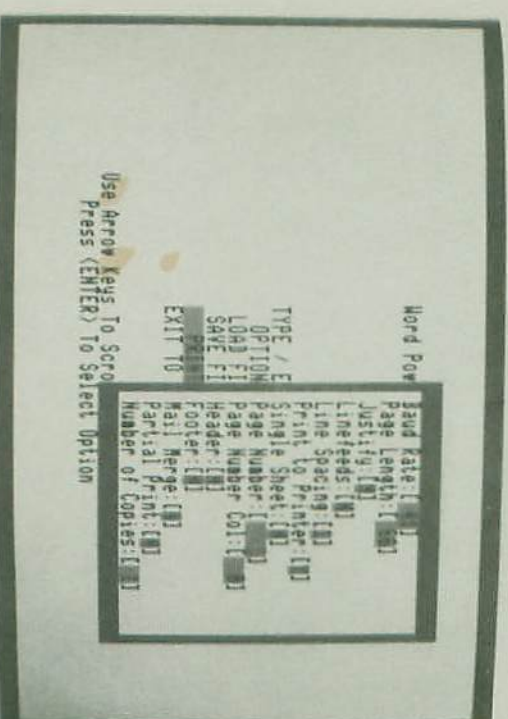 Word Pow
TYPE / E
OPTION
LOAD FI
SAVE FI
PRIN
EXIT TO
Use Arrow Keys To Scro
Press <ENTER> To Select Option
Baud Rate:[
Page Length:[66]
Justify:[N]
Linefeeds:[N]
Line Spacing:[
Print to Printer:[N]
Single Sheet:[N]
Page Number:[
Page Number Col:[
Header:[N]
Footer:[N]
Mail Merge:[N]
Partial Print:[N]
Number of Copies:[